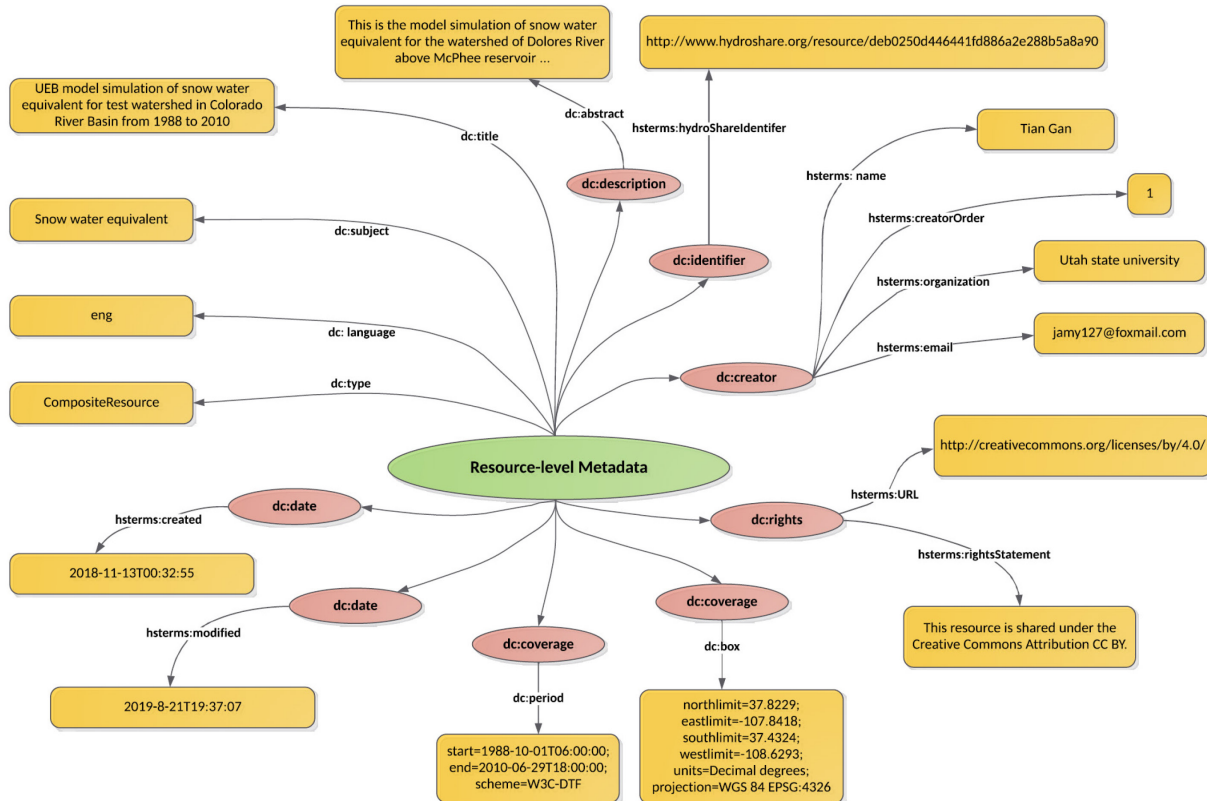 This is the model simulation of snow water
equivalent for the watershed of Dolores River
above McPhee reservoir ...
http://www.hydroshare.org/resource/deb0250d446441fd886a2e288b5a8a90
UEB model simulation of snow water
equivalent for test watershed in Colorado
River Basin from 1988 to 2010
dc:abstract
hsterms:hydroShareIdentifer
Tian Gan
dc:title
hsterms: name
dc:description
1
Snow water equivalent
dc:subject
hsterms:creatorOrder
dc:identifier
Utah state university
hsterms:organization
eng
dc: language
jamy127@foxmail.com
hsterms:email
dc:creator
dc:type
CompositeResource
http://creativecommons.org/licenses/by/4.0/
Resource-level Metadata
hsterms:URL
dc:date
hsterms:created
dc:rights
hsterms:rightsStatement
2018-11-13T00:32:55
dc:date
dc:coverage
hsterms:modified
dc:coverage
dc:box
This resource is shared under the
Creative Commons Attribution CC BY.
2019-8-21T19:37:07
dc:period
start=1988-10-01T06:00:00;
end=2010-06-29T18:00:00;
scheme=W3C-DTF
northlimit=37.8229;
eastlimit=-107.8418;
southlimit=37.4324;
westlimit=-108.6293;
units=Decimal degrees;
projection=WGS 84 EPSG:4326